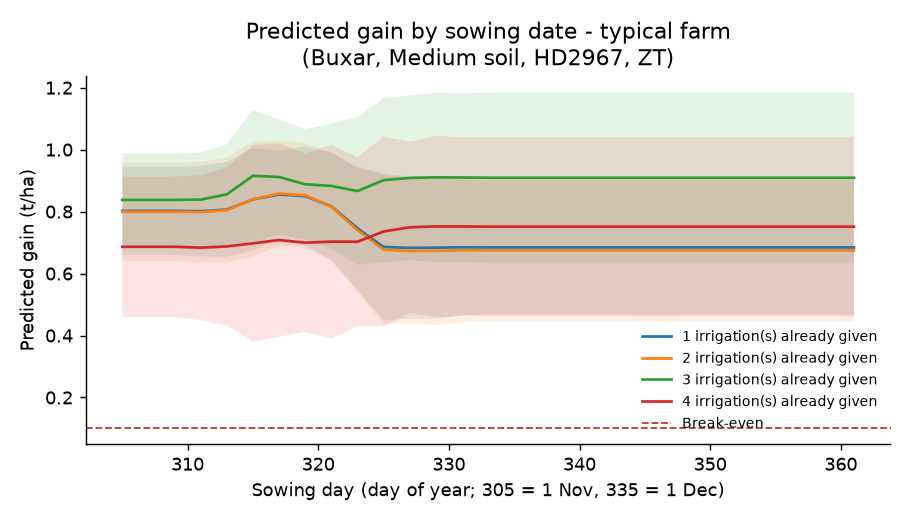 Predicted gain by sowing date - typical farm
(Buxar, Medium soil, HD2967, ZT)
Predicted gain (t/ha)
1.2
1.0
0.8
0.6
0.4
0.2
1 irrigation(s) already given
2 irrigation(s) already given
3 irrigation(s) already given
4 irrigation(s) already given
Break-even
310 320 330 340 350 360
Sowing day (day of year; 305 = 1 Nov, 335 = 1 Dec)